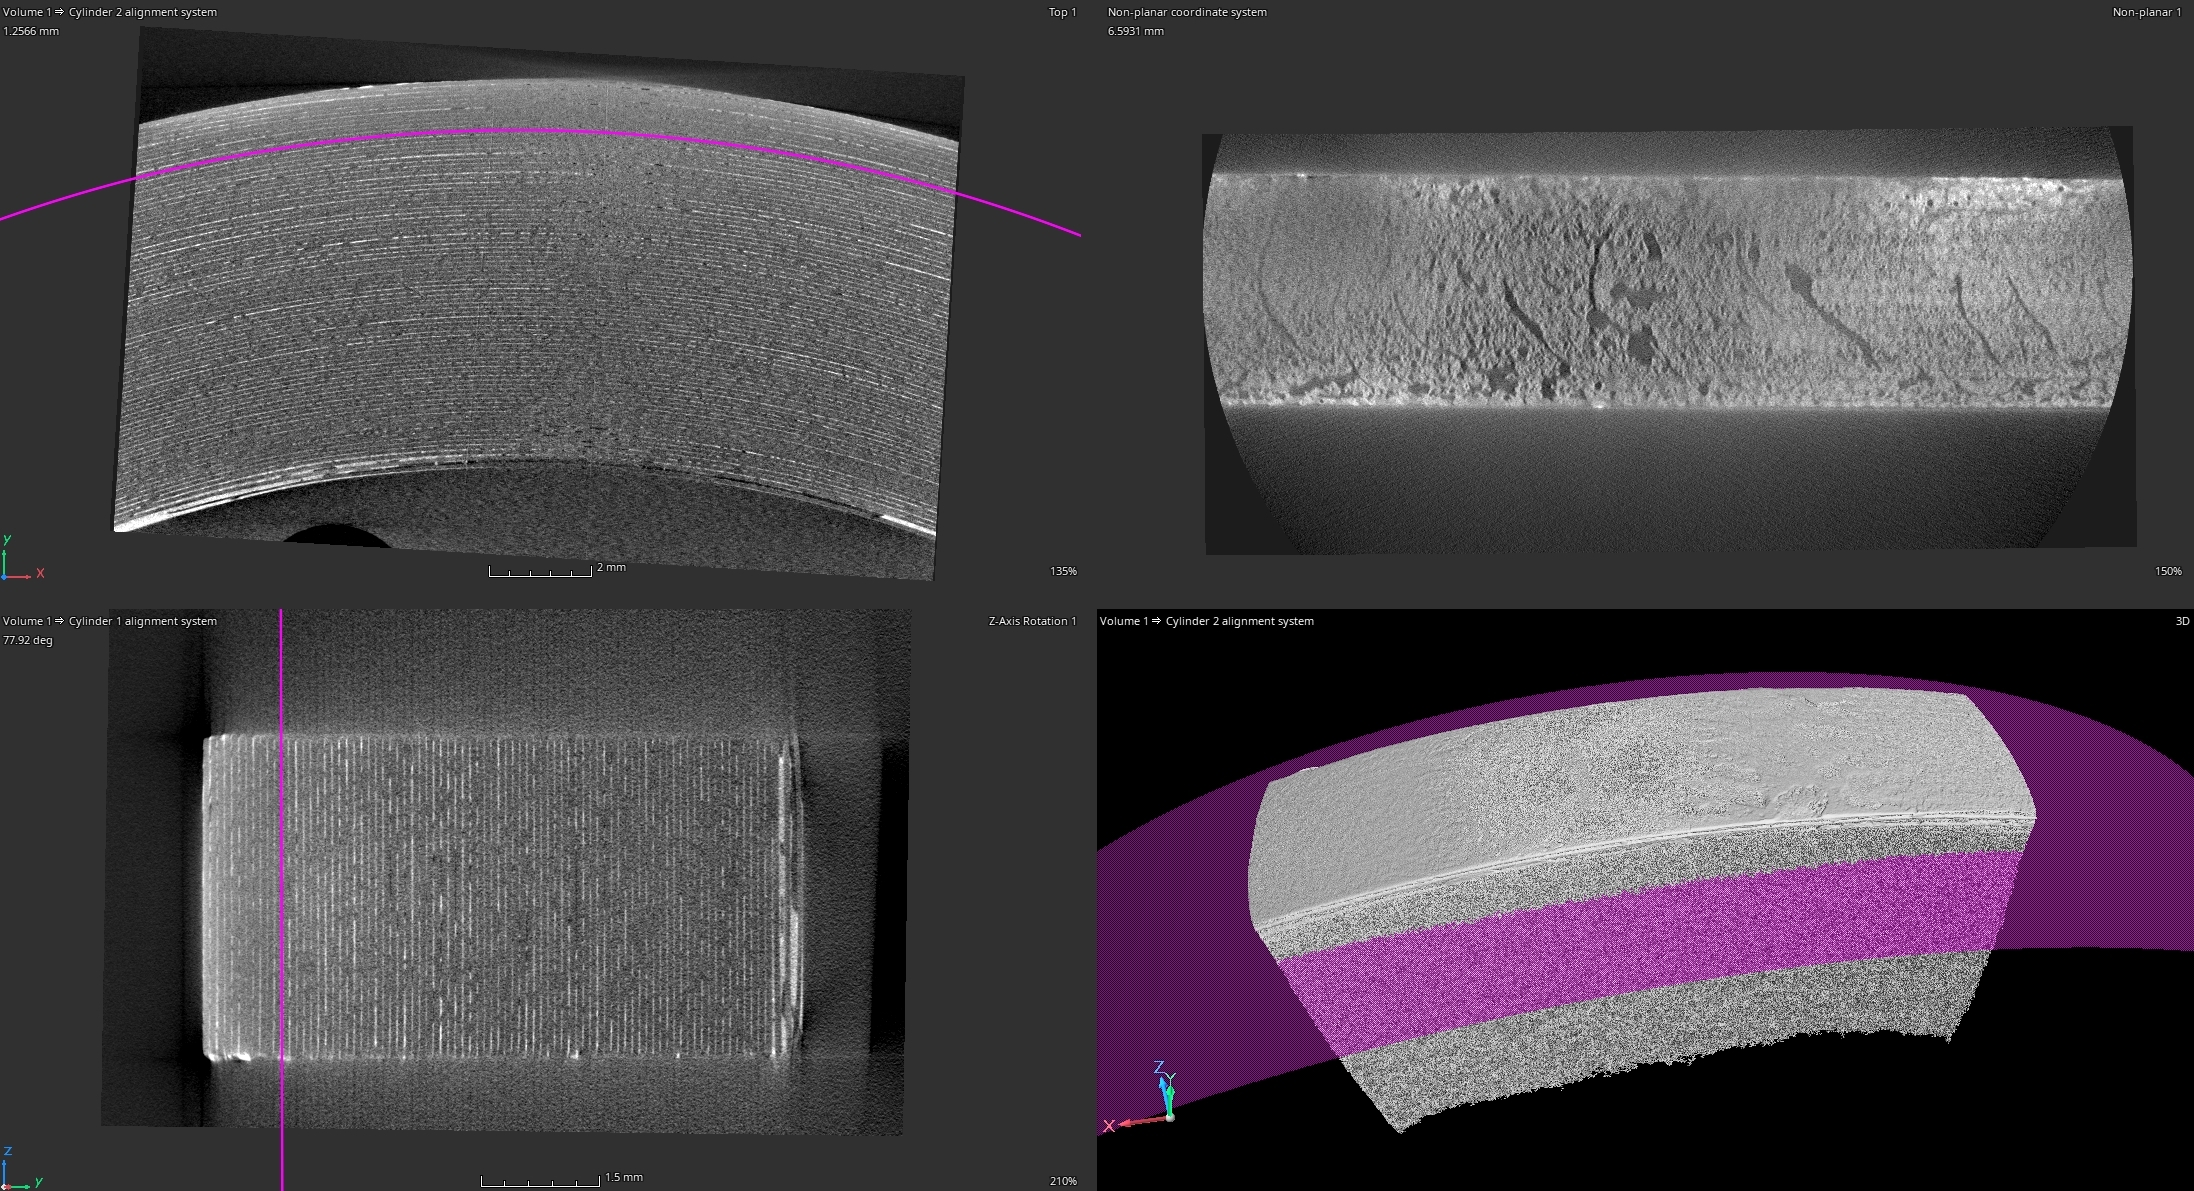 Volume 1 ⇒ Cylinder 2 alignment system
Top 1
1.2566 mm
y
x
2 mm
135%
Non-planar coordinate system
Non-planar 1
6.5931 mm
150%
Volume 1 ⇒ Cylinder 1 alignment system
Z-Axis Rotation 1
77.92 deg
z
y
1.5 mm
210%
Volume 1 ⇒ Cylinder 2 alignment system
3D
Z
Y
X